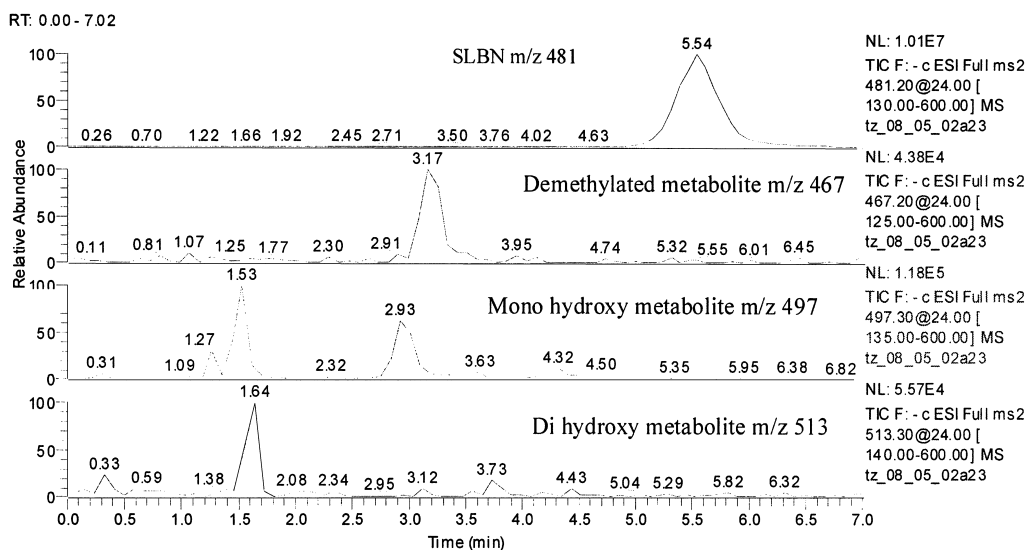 RT: 0.00 - 7.02
Relative Abundance
SLBN m/z 481
5.54
100
50
0
0.26 0.70 1.22 1.66 1.92 2.45 2.71 3.50 3.76 4.02 4.63
NL: 1.01E7
TIC F: - c ESI Full ms2
481.20@24.00 [
130.00-600.00] MS
tz_08_05_02a23
Demethylated metabolite m/z 467
3.17
100
50
0
0.11 0.81 1.07 1.25 1.77 2.30 2.91 3.95 4.74 5.32 5.55 6.01 6.45
NL: 4.38E4
TIC F: - c ESI Full ms2
467.20@24.00 [
125.00-600.00] MS
tz_08_05_02a23
Mono hydroxy metabolite m/z 497
1.53
2.93
100
50
0
0.31 1.09 1.27 2.32 3.63 4.32 4.50 5.35 5.95 6.38 6.82
NL: 1.18E5
TIC F: - c ESI Full ms2
497.30@24.00 [
135.00-600.00] MS
tz_08_05_02a23
Di hydroxy metabolite m/z 513
1.64
100
50
0
0.33 0.59 1.38 2.08 2.34 2.95 3.12 3.73 4.43 5.04 5.29 5.82 6.32
NL: 5.57E4
TIC F: - c ESI Full ms2
513.30@24.00 [
140.00-600.00] MS
tz_08_05_02a23
0.0 0.5 1.0 1.5 2.0 2.5 3.0 3.5 4.0 4.5 5.0 5.5 6.0 6.5 7.0
Time (min)